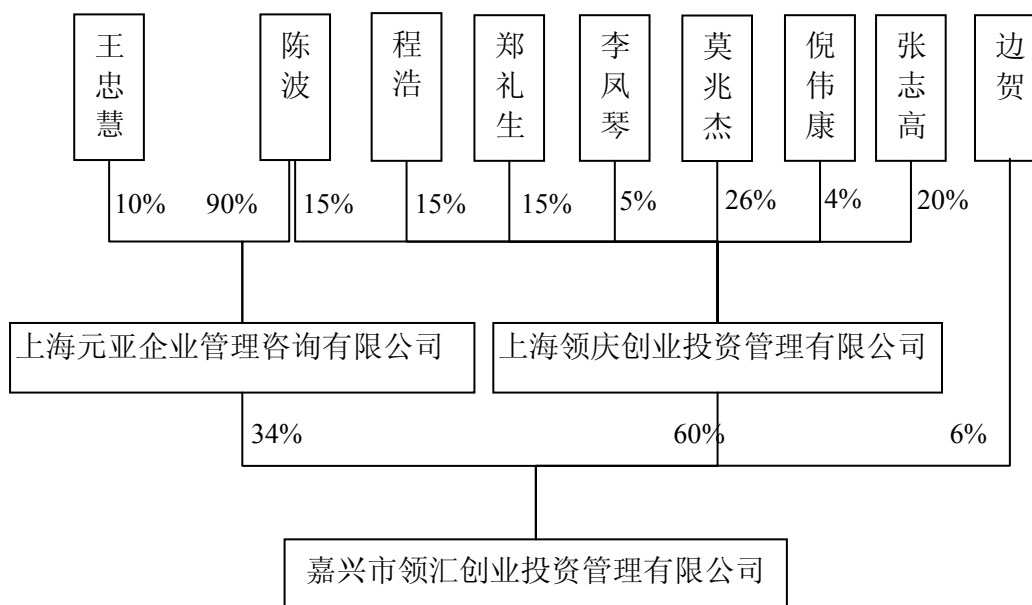 王忠慧
陈波
程浩
郑礼生
李凤琴
莫兆杰
倪伟康
张志高
边贺
10%
90%
15%
15%
15%
5%
26%
4%
20%
上海元亚企业管理咨询有限公司
上海领庆创业投资管理有限公司
34%
60%
6%
嘉兴市领汇创业投资管理有限公司